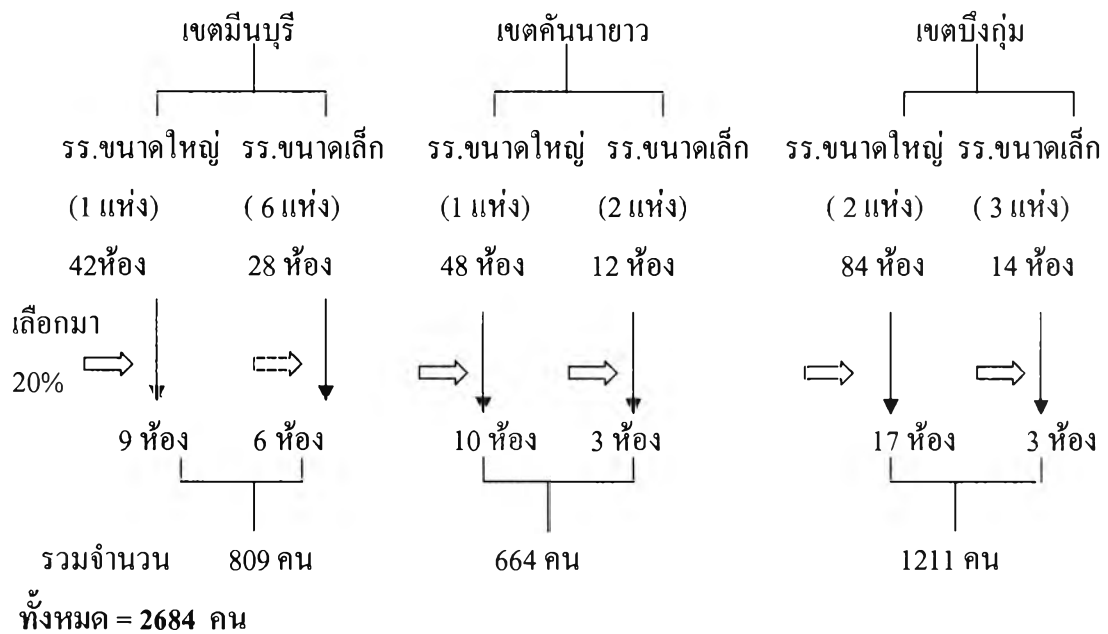 เขตมีนบุรี เขตคันนายาว เขตบึงกุ่ม
รร.ขนาดใหญ่ รร.ขนาดเล็ก รร.ขนาดใหญ่ รร.ขนาดเล็ก รร.ขนาดใหญ่ รร.ขนาดเล็ก
(1 แห่ง) ( 6 แห่ง) (1 แห่ง) (2 แห่ง) ( 2 แห่ง) ( 3 แห่ง)
42ห้อง 28 ห้อง 48 ห้อง 12 ห้อง 84 ห้อง 14 ห้อง
เลือกมา
20%
9 ห้อง 6 ห้อง 10 ห้อง 3 ห้อง 17 ห้อง 3 ห้อง
รวมจำนวน 809 คน 664 คน 1211 คน
ทั้งหมด = 2684 คน